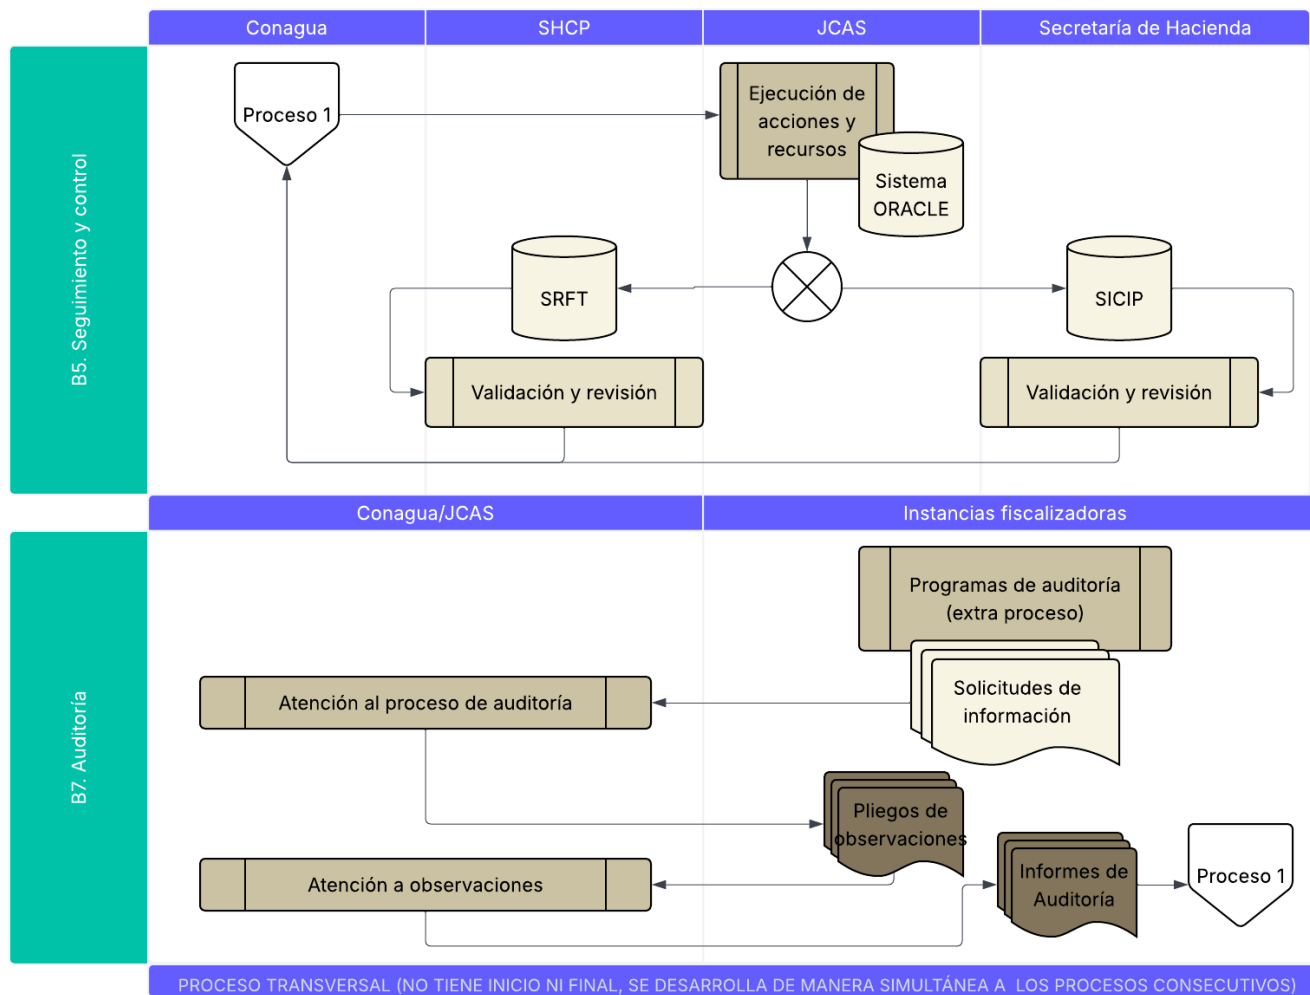 Conagua
SHCP
JCAS
Secretaría de Hacienda
B5. Seguimiento y control
Proceso 1
Ejecución de
acciones y
recursos
Sistema
ORACLE
SRFT
SICIP
Validación y revisión
Validación y revisión
Conagua/JCAS
Instancias fiscalizadoras
B7. Auditoría
Programas de auditoría
(extra proceso)
Solicitudes de
información
Atención al proceso de auditoría
Pliegos de
observaciones
Atención a observaciones
Informes de
Auditoría
Proceso 1
PROCESO TRANSVERSAL (NO TIENE INICIO NI FINAL, SE DESARROLLA DE MANERA SIMULTÁNEA A LOS PROCESOS CONSECUTIVOS)